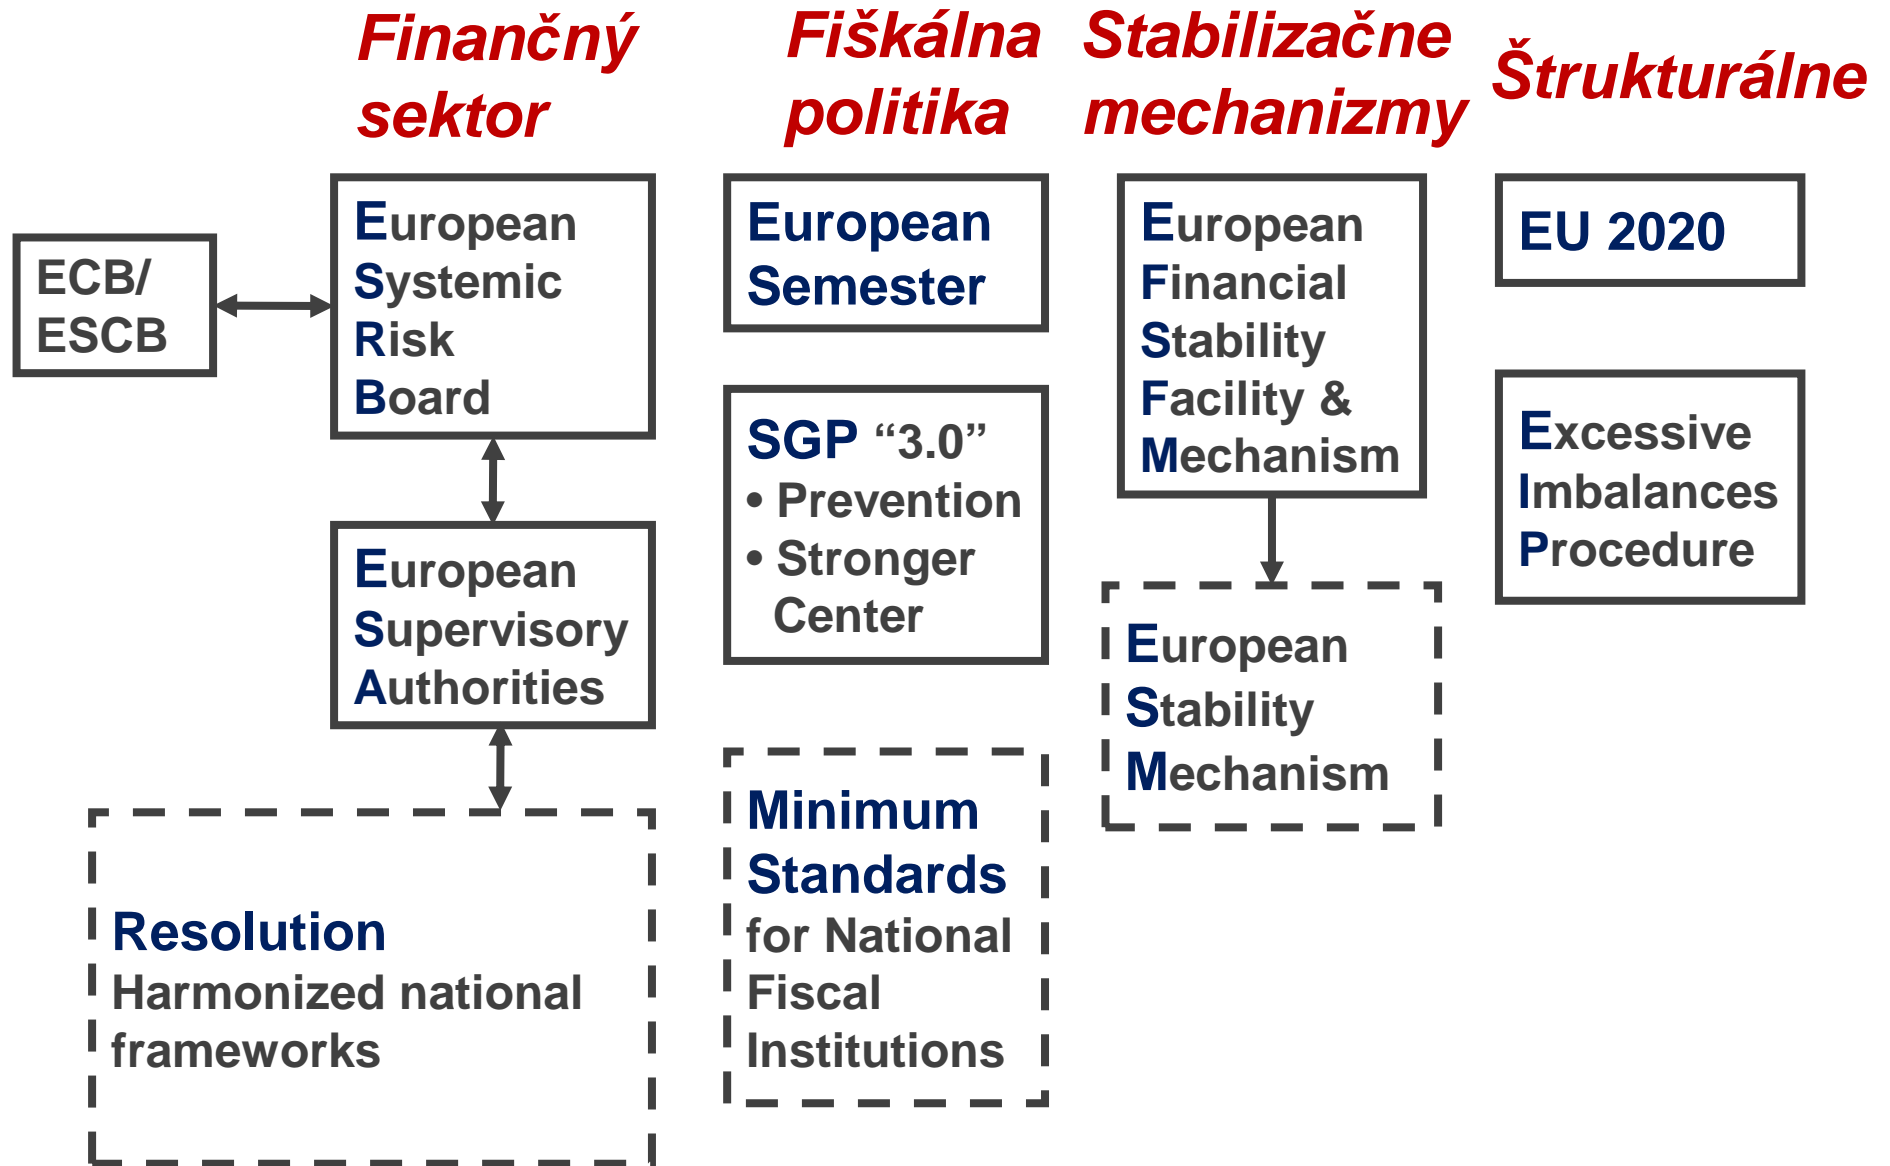 Finančný
sektor
Fiškálna
politika
Stabilizačne
mechanizmy
Štrukturálne
ECB/
ESCB
European
Systemic
Risk
Board
European
Supervisory
Authorities
Resolution
Harmonized national
frameworks
European
Semester
SGP “3.0”
• Prevention
• Stronger
Center
Minimum
Standards
for National
Fiscal
Institutions
European
Financial
Stability
Facility &
Mechanism
European
Stability
Mechanism
EU 2020
Excessive
Imbalances
Procedure